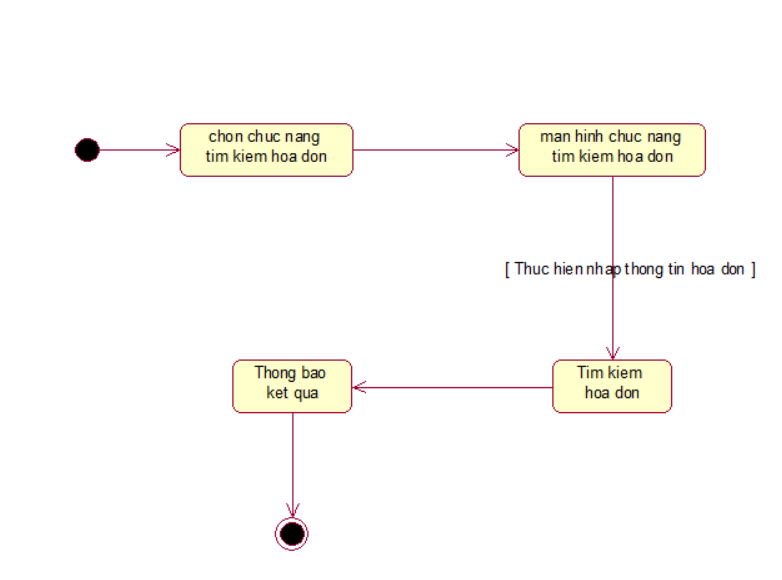 chon chuc nang
tim kiem hoa don
man hinh chuc nang
tim kiem hoa don
[ Thuc hien nhap thong tin hoa don ]
Thong bao
ket qua
Tim kiem
hoa don